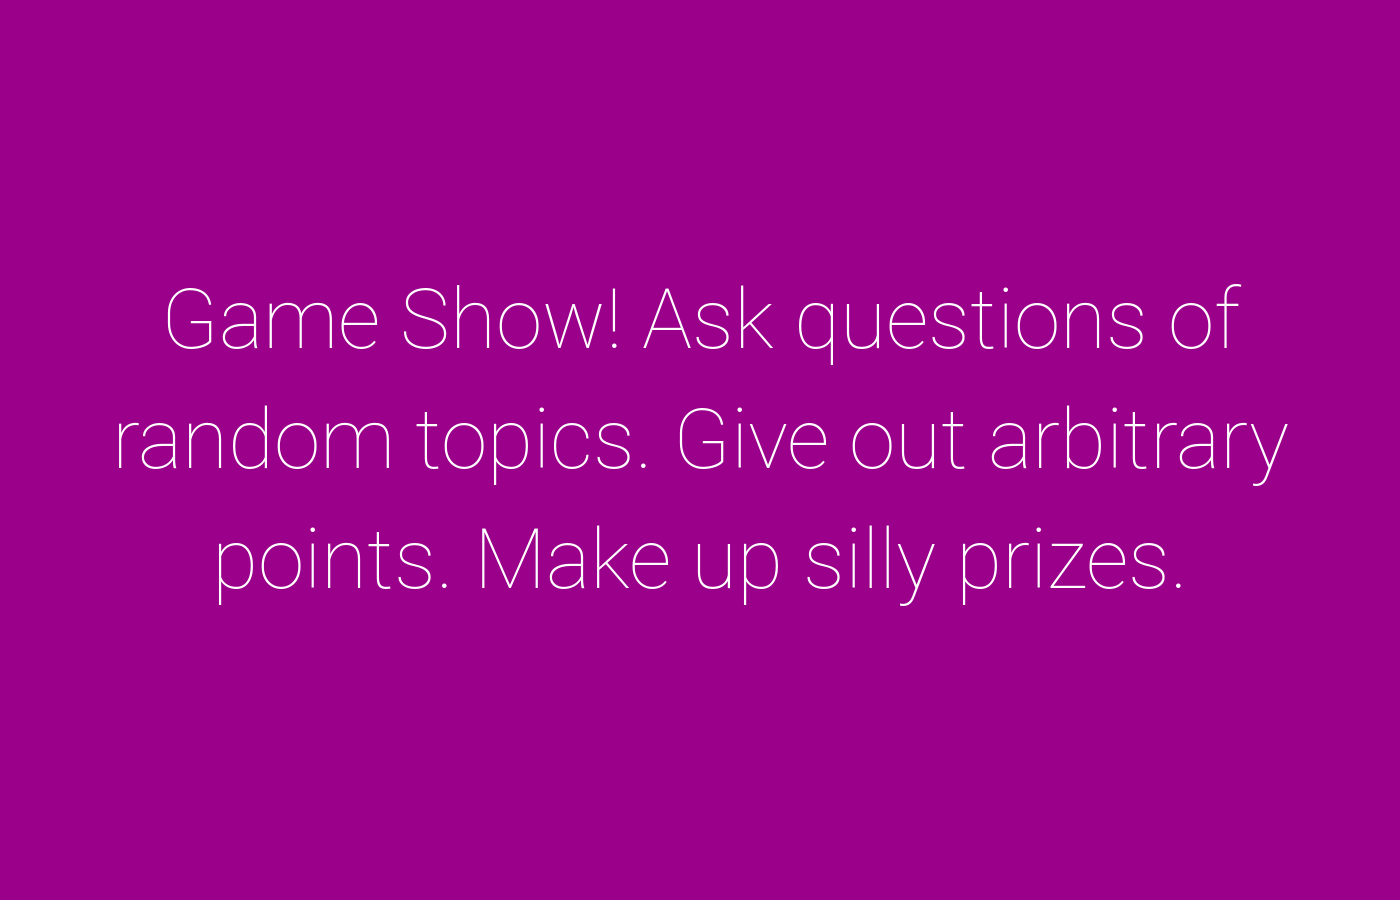 Game Show! Ask questions of
random topics. Give out arbitrary
points. Make up silly prizes.